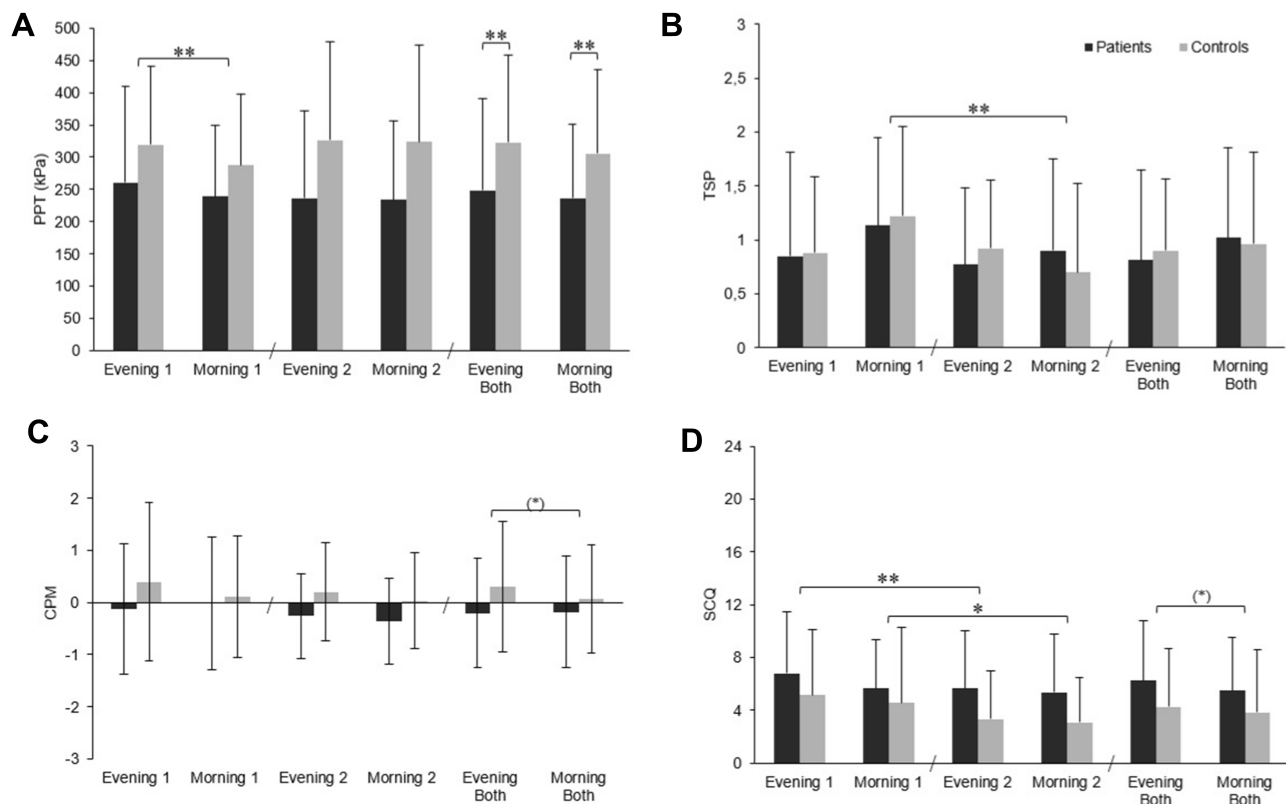 A
500
450
400
350
300
250
200
150
100
50
0
PPT (kPa)
**
**
**
Evening 1
Morning 1
Evening 2
Morning 2
Evening
Both
Morning
Both
B
3
2,5
2
1,5
1
0,5
0
TSP
Patients
Controls
**
Evening 1
Morning 1
Evening 2
Morning 2
Evening
Both
Morning
Both
C
3
2
1
0
-1
-2
-3
CPM
(*)
Evening 1
Morning 1
Evening 2
Morning 2
Evening
Both
Morning
Both
D
24
20
16
12
8
4
0
SCQ
**
*
(*)
Evening 1
Morning 1
Evening 2
Morning 2
Evening
Both
Morning
Both